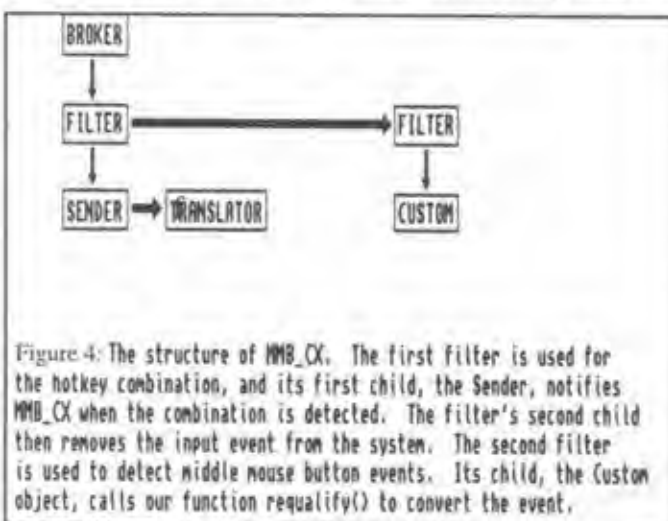 BROKER
FILTER FILTER
SENDER TRANSLATOR CUSTOM
Figure 4: The structure of MMB_CX. The first filter is used for
the hotkey combination, and its first child, the Sender, notifies
MMB_CX when the combination is detected. The filter's second child
then removes the input event from the system. The second filter
is used to detect middle mouse button events. Its child, the Custom
object, calls our function requalify() to convert the event.